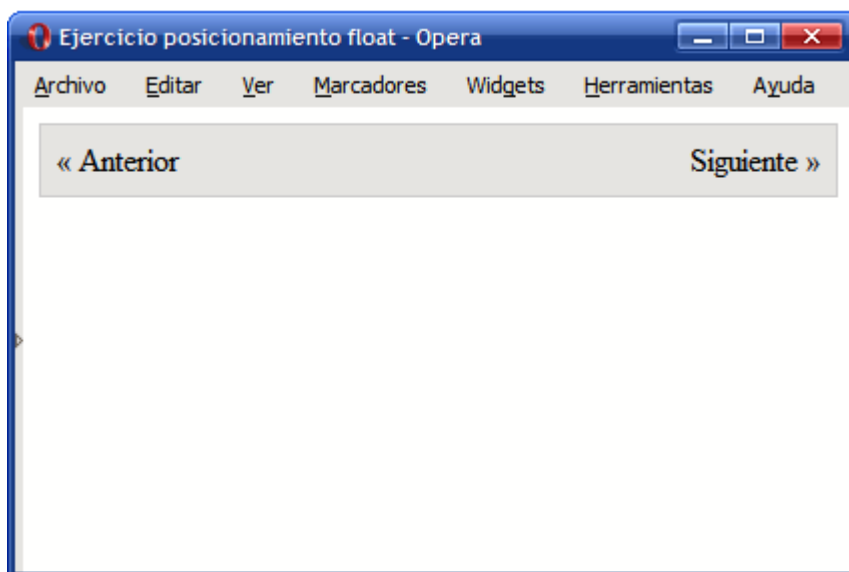 Ejercicio posicionamiento float - Opera
Archivo Editar Ver Marcadores Widgets Herramientas Ayuda
« Anterior Siguiente »